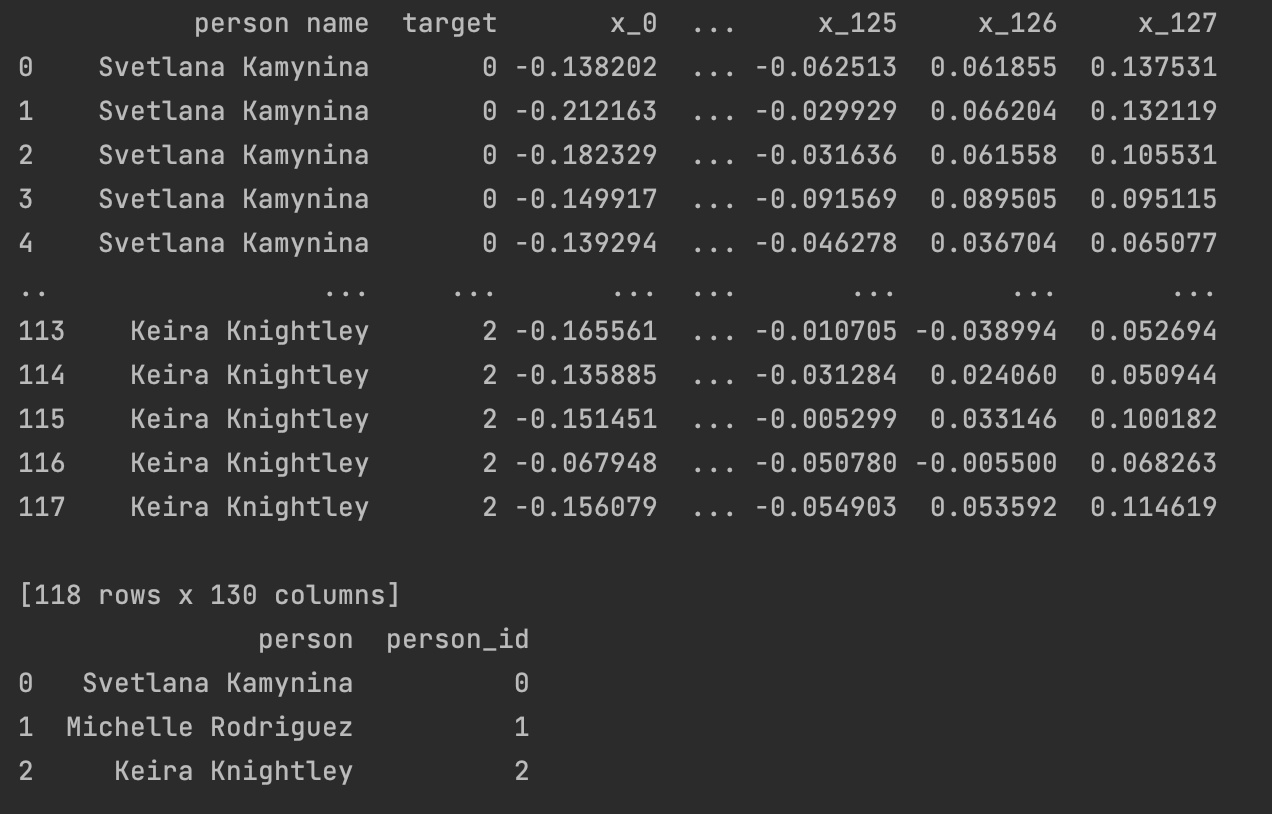 person name target x_0 ... x_125 x_126 x_127
0 Svetlana Kamynina 0 -0.138202 ... -0.062513 0.061855 0.137531
1 Svetlana Kamynina 0 -0.212163 ... -0.029929 0.066204 0.132119
2 Svetlana Kamynina 0 -0.182329 ... -0.031636 0.061558 0.105531
3 Svetlana Kamynina 0 -0.149917 ... -0.091569 0.089505 0.095115
4 Svetlana Kamynina 0 -0.139294 ... -0.046278 0.036704 0.065077
.. ... ... ... ... ... ... ...
113 Keira Knightley 2 -0.165561 ... -0.010705 -0.038994 0.052694
114 Keira Knightley 2 -0.135885 ... -0.031284 0.024060 0.050944
115 Keira Knightley 2 -0.151451 ... -0.005299 0.033146 0.100182
116 Keira Knightley 2 -0.067948 ... -0.050780 -0.005500 0.068263
117 Keira Knightley 2 -0.156079 ... -0.054903 0.053592 0.114619
[118 rows x 130 columns]
person person_id
0 Svetlana Kamynina 0
1 Michelle Rodriguez 1
2 Keira Knightley 2